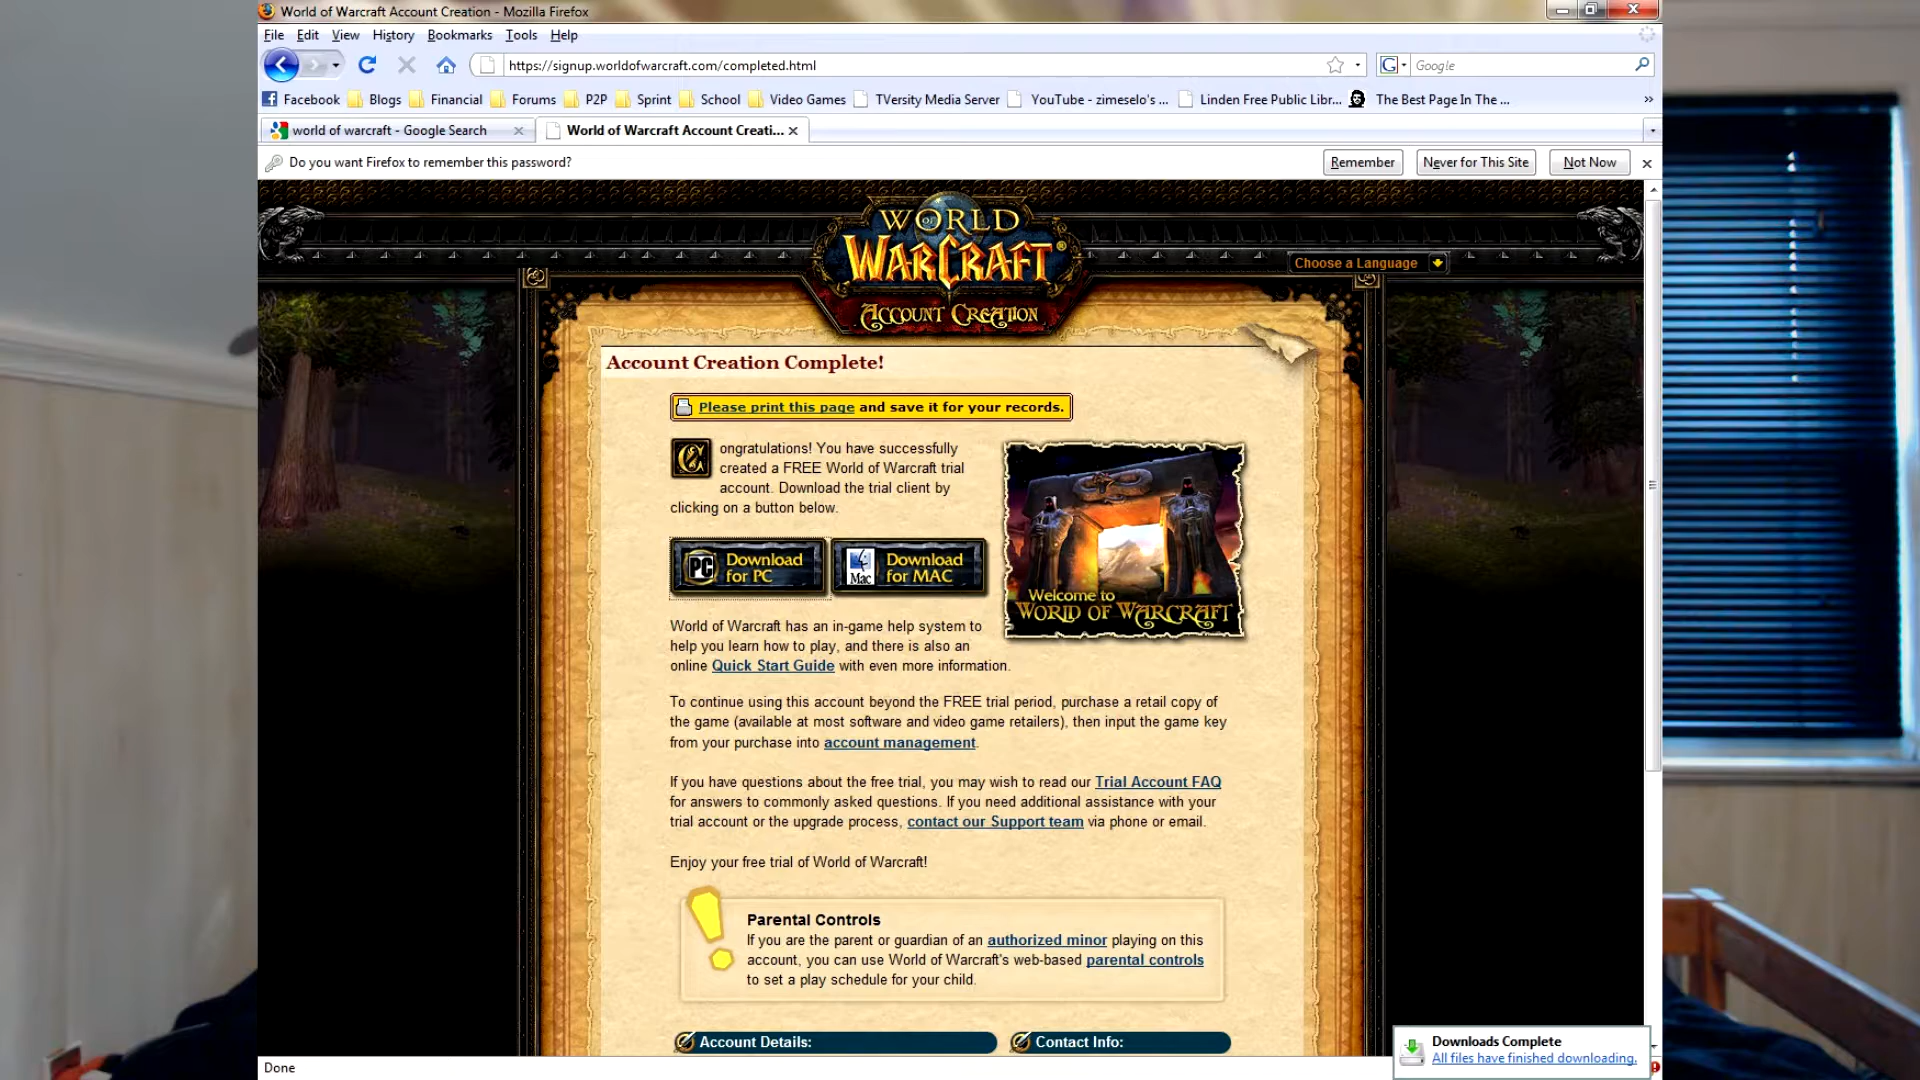 World of Warcraft Account Creation - Mozilla Firefox
File Edit View History Bookmarks Tools Help
https://signup.worldofwarcraft.com/completed.html
Google
Facebook Blogs Financial Forums P2P Sprint School Video Games TVersity Media Server YouTube - zimeselo's ... Linden Free Public Libr... The Best Page In The ... »
world of warcraft - Google Search
World of Warcraft Account Creati...
Do you want Firefox to remember this password?
Remember Never for This Site Not Now
WORLD
OF
WARCRAFT®
Choose a Language
ACCOUNT CREATION
Account Creation Complete!
Please print this page and save it for your records.
Congratulations! You have successfully
created a FREE World of Warcraft trial
account. Download the trial client by
clicking on a button below.
PC Download
for PC
Mac Download
for MAC
Welcome to
WORLD OF WARCRAFT
World of Warcraft has an in-game help system to
help you learn how to play, and there is also an
online Quick Start Guide with even more information.
To continue using this account beyond the FREE trial period, purchase a retail copy of
the game (available at most software and video game retailers), then input the game key
from your purchase into account management.
If you have questions about the free trial, you may wish to read our Trial Account FAQ
for answers to commonly asked questions. If you need additional assistance with your
trial account or the upgrade process, contact our Support team via phone or email.
Enjoy your free trial of World of Warcraft!
Parental Controls
If you are the parent or guardian of an authorized minor playing on this
account, you can use World of Warcraft's web-based parental controls
to set a play schedule for your child.
Account Details:
Contact Info:
Downloads Complete
All files have finished downloading.
Done